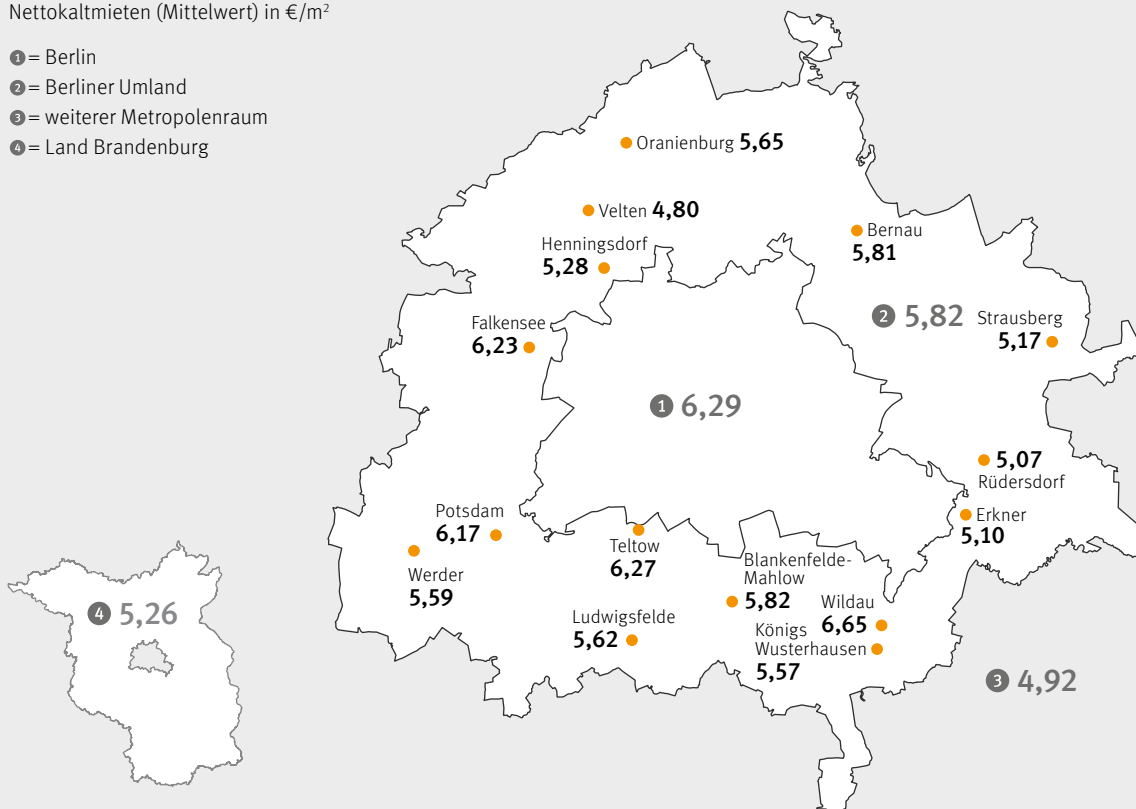 Nettokaltmieten (Mittelwert) in €/m²
1 = Berlin
2 = Berliner Umland
3 = weiterer Metropolenraum
4 = Land Brandenburg
Oranienburg 5,65
Velten 4,80
Henningsdorf
5,28
Bernau
5,81
2 5,82
Strausberg
5,17
Falkensee
6,23
1 6,29
5,07
Rüdersdorf
Erkner
5,10
Potsdam
6,17
Werder
5,59
Teltow
6,27
Blankenfelde-
Mahlow
5,82
Ludwigsfelde
5,62
Wildau
6,65
Königs
Wusterhausen
5,57
3 4,92
4 5,26